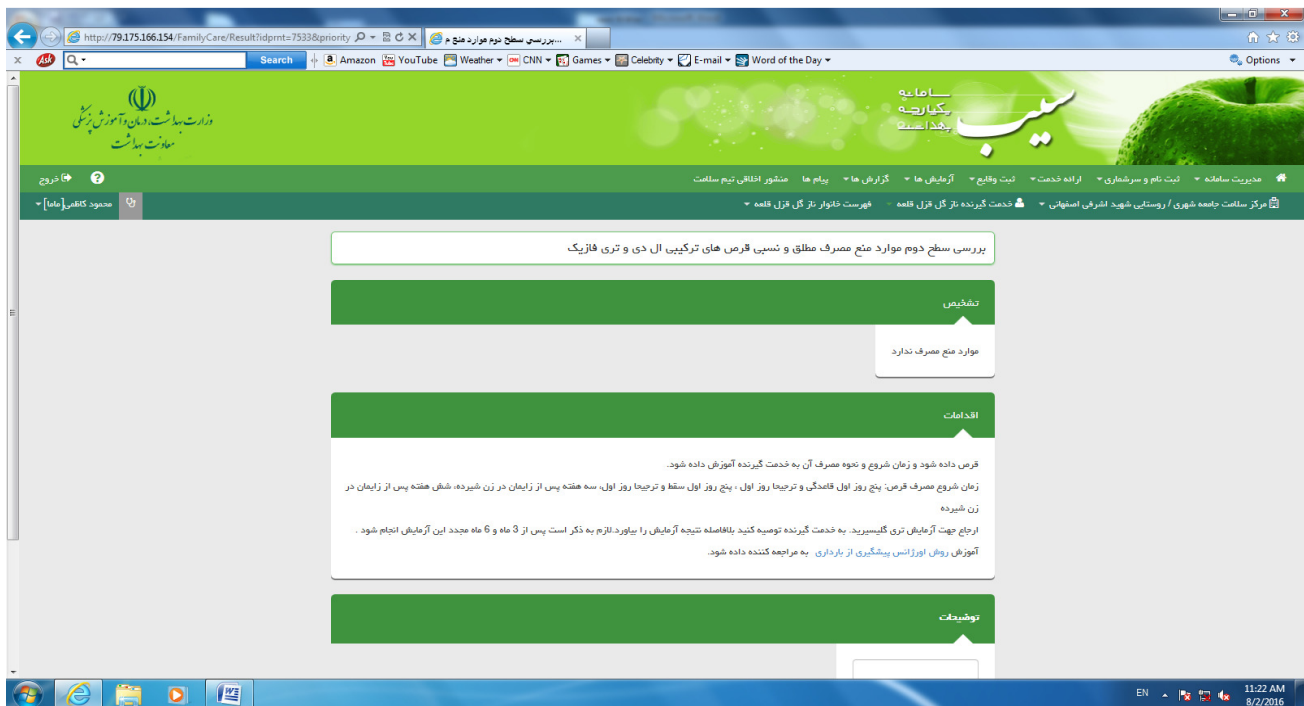 http://79.175.166.154/FamilyCare/Result?idprnt=7533&priority
بررسی سطح دوم موارد منع م...
Search
Amazon YouTube Weather CNN Games Celebrity E-mail Word of the Day
Options
وزارت بهداشت، درمان و آموزش پزشکی
معاونت بهداشت
سامانه
یکپارچه
بهداشت
سیب
مدیریت سامانه ثبت نام و سرشماری ارائه خدمت ثبت وقایع آزمایش ها گزارش ها پیام ها منشور اخلاقی تیم سلامت
خروج
مرکز سلامت جامعه شهری / روستایی شهید اشرفی اصفهانی خدمت گیرنده ناز گل قزل قلعه فهرست خانوار ناز گل قزل قلعه
محمود کاظمی[ماما]
بررسی سطح دوم موارد منع مصرف مطلق و نسبی قرص های ترکیبی ال دی و تری فازیک
تشخیص
موارد منع مصرف ندارد
اقدامات
قرص داده شود و زمان شروع و نحوه مصرف آن به خدمت گیرنده آموزش داده شود.
زمان شروع مصرف قرص: پنج روز اول قاعدگی و ترجیحا روز اول ، پنج روز اول سقط و ترجیحا روز اول، سه هفته پس از زایمان در زن شیرده، شش هفته پس از زایمان در
زن شیرده
ارجاع جهت آزمایش تری گلیسیرید. به خدمت گیرنده توصیه کنید بلافاصله نتیجه آزمایش را بیاورد.لازم به ذکر است پس از 3 ماه و 6 ماه مجدد این آزمایش انجام شود .
آموزش روش اورژانس پیشگیری از بارداری به مراجعه کننده داده شود.
توضیحات
EN
11:22 AM
8/2/2016